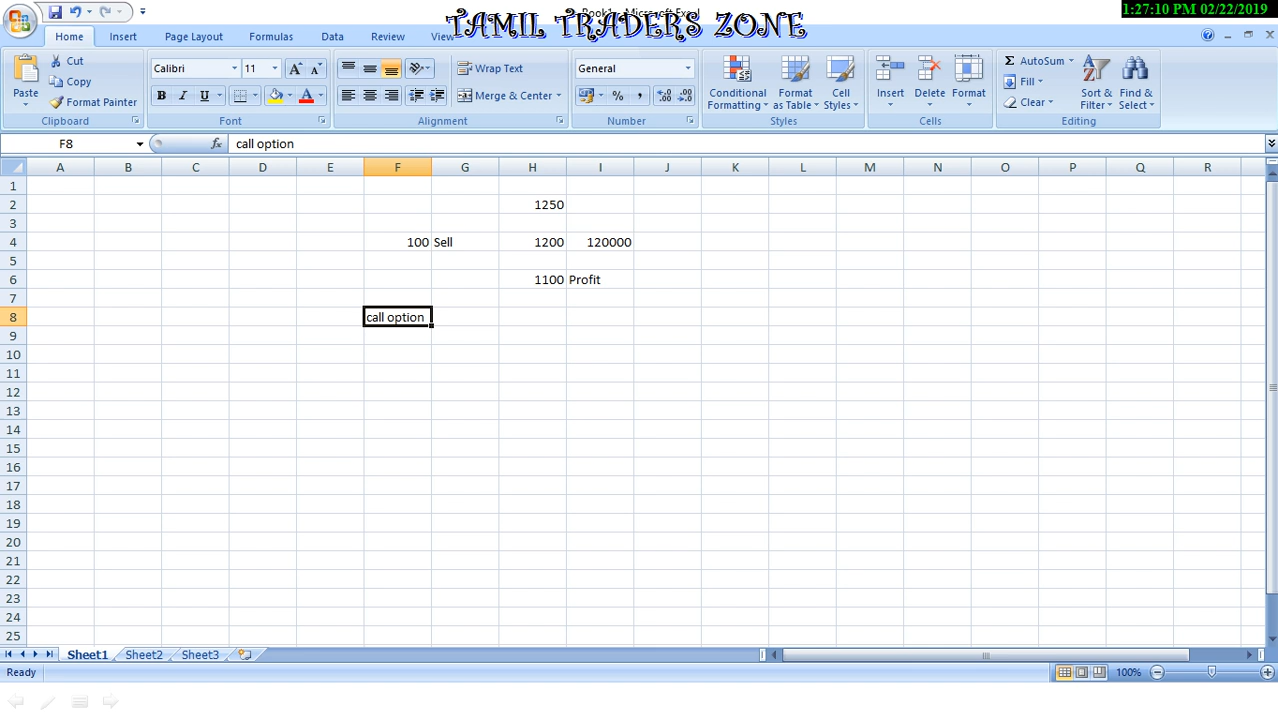 Book1 - Microsoft Excel
TAMIL TRADERS ZONE
1:27:10 PM 02/22/2019
Home Insert Page Layout Formulas Data Review View
Paste
Cut
Copy
Format Painter
Clipboard
Calibri 11
B I U
Font
Wrap Text
Merge & Center
Alignment
General
% ,
Number
Conditional Formatting
Format as Table
Cell Styles
Styles
Insert Delete Format
Cells
Σ AutoSum
Fill
Clear
Sort & Filter
Find & Select
Editing
F8 fx call option
A B C D E F G H I J K L M N O P Q R
1
2 1250
3
4 100 Sell 1200 120000
5
6 1100 Profit
7
8 call option
9
10
11
12
13
14
15
16
17
18
19
20
21
22
23
24
25
Sheet1 Sheet2 Sheet3
Ready 100%